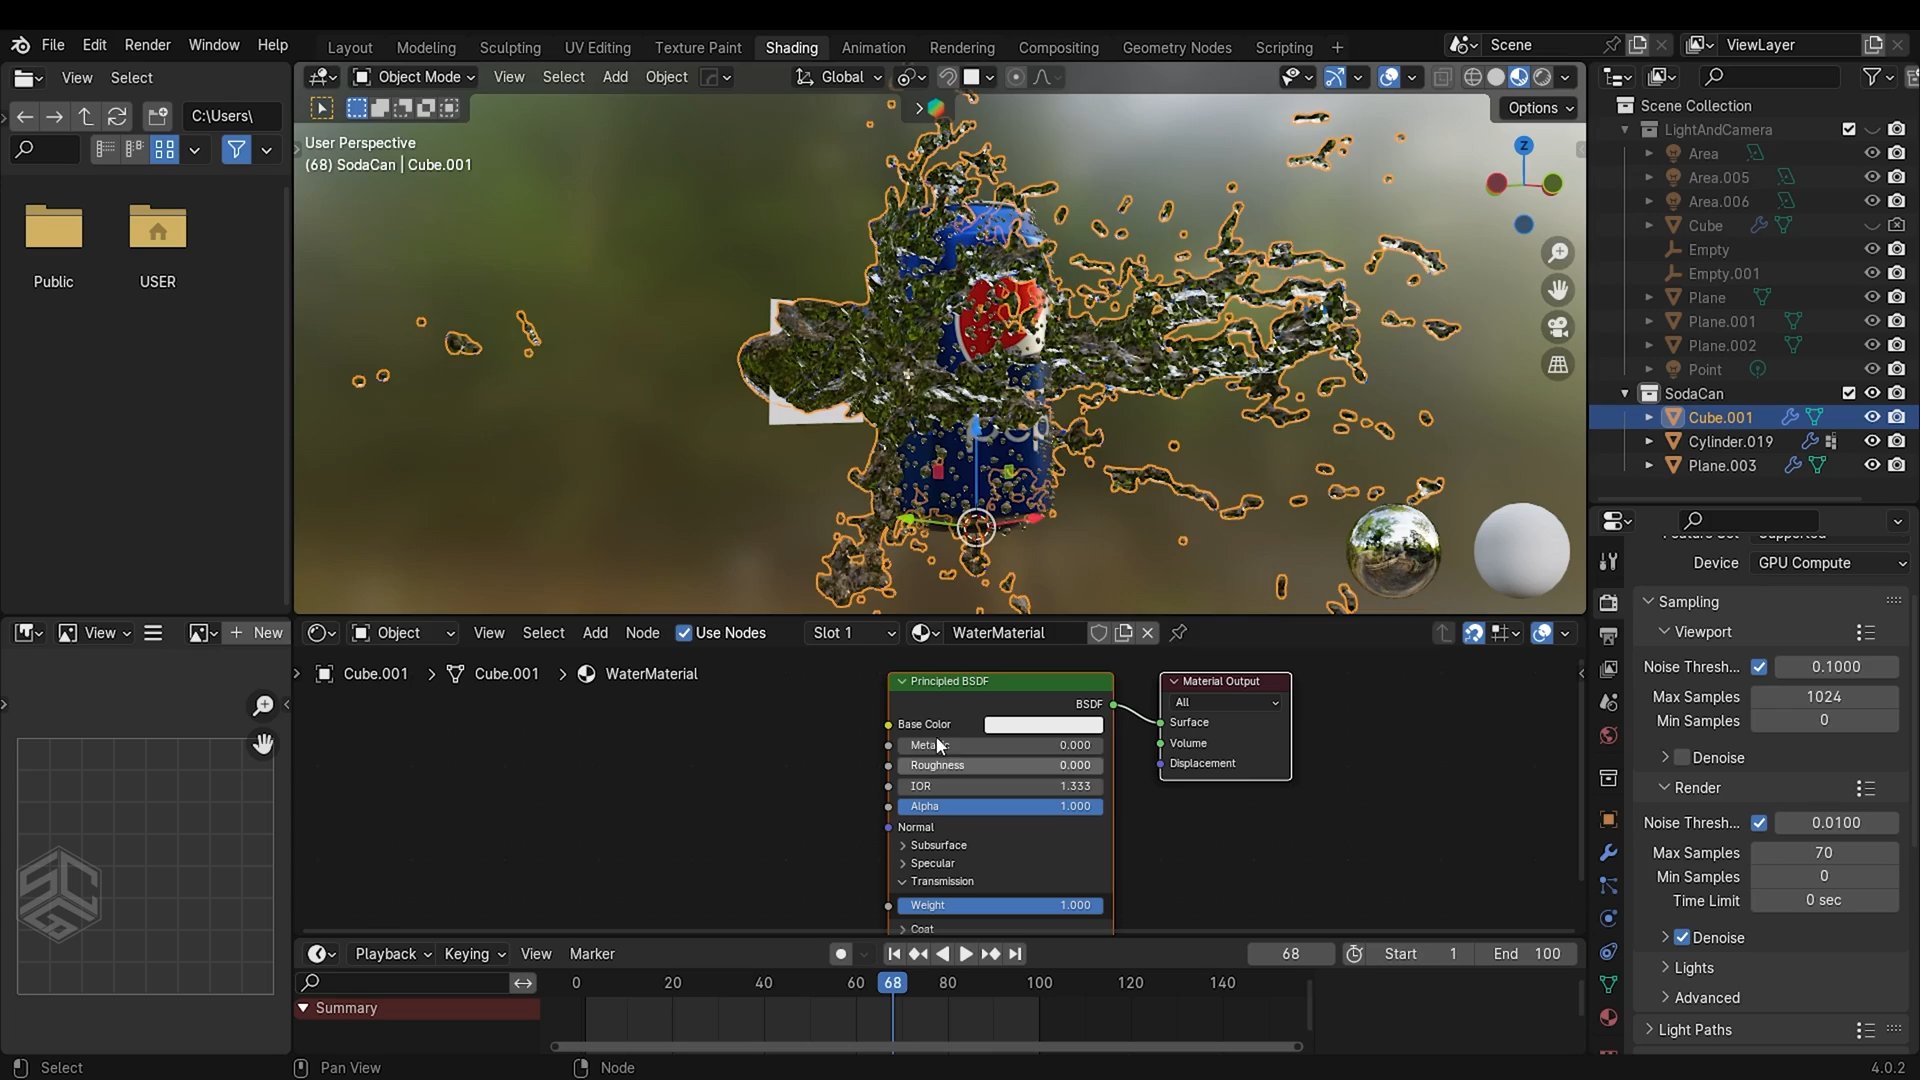 File Edit Render Window Help
Layout Modeling Sculpting UV Editing Texture Paint Shading Animation Rendering Compositing Geometry Nodes Scripting +
Scene
ViewLayer
View Select
C:\Users\
Public
USER
Object Mode View Select Add Object
Global
Options
User Perspective
(68) SodaCan | Cube.001
Z
Scene Collection
LightAndCamera
Area
Area.005
Area.006
Cube
Empty
Empty.001
Plane
Plane.001
Plane.002
Point
SodaCan
Cube.001
Cylinder.019
Plane.003
Device GPU Compute
Sampling
Viewport
Noise Thresh... 0.1000
Max Samples 1024
Min Samples 0
Denoise
Render
Noise Thresh... 0.0100
Max Samples 70
Min Samples 0
Time Limit 0 sec
Denoise
Lights
Advanced
Light Paths
View
+ New
Object View Select Add Node Use Nodes Slot 1 WaterMaterial
Cube.001 > Cube.001 > WaterMaterial
Principled BSDF
BSDF
Base Color
Roughness 0.000
IOR 1.333
Alpha 1.000
Normal
Subsurface
Specular
Transmission
Weight 1.000
Coat
Material Output
All
Surface
Volume
Displacement
Playback Keying View Marker
68 Start 1 End 100
0 20 40 60 68 80 100 120 140
Summary
Select
Pan View
Node
4.0.2